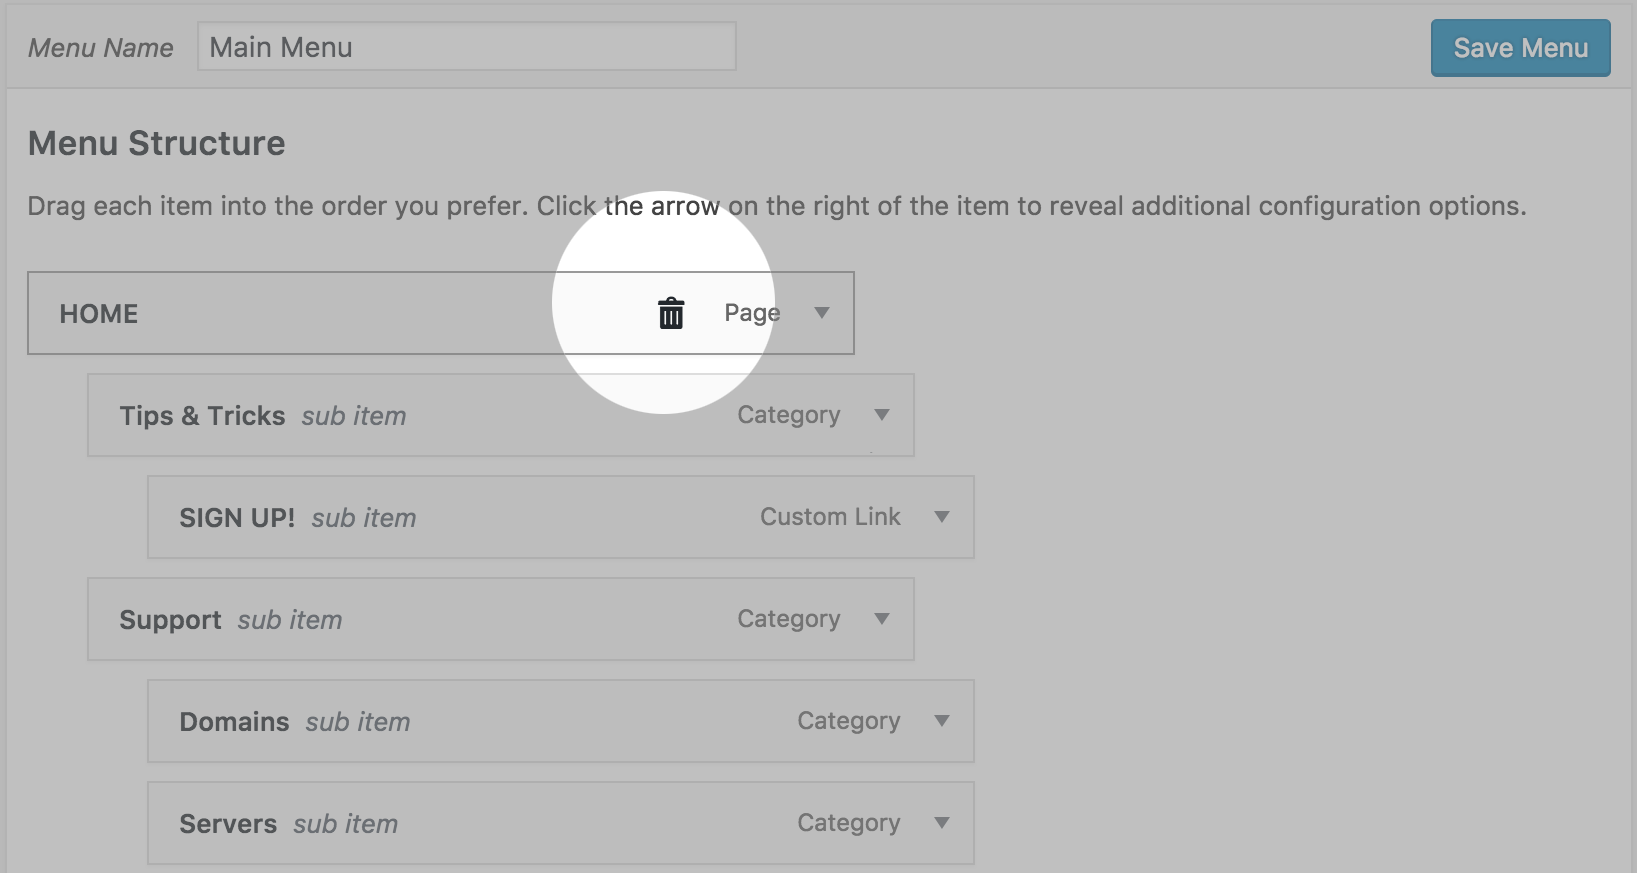 Menu Name Main Menu Save Menu
Menu Structure
Drag each item into the order you prefer. Click the arrow on the right of the item to reveal additional configuration options.
HOME Page
Tips & Tricks sub item Category
SIGN UP! sub item Custom Link
Support sub item Category
Domains sub item Category
Servers sub item Category